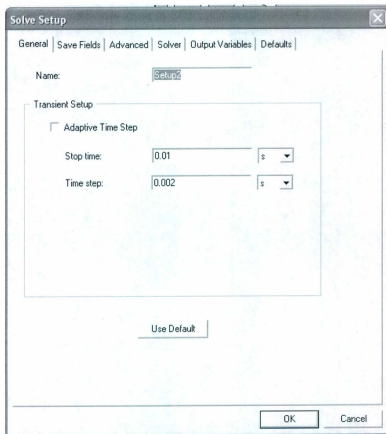 Solve Setup
General Save Fields Advanced Solver Output Variables Defaults
Name: Setup2
Transient Setup
Adaptive Time Step
Stop time: 0.01 s
Time step: 0.002 s
Use Default
OK Cancel